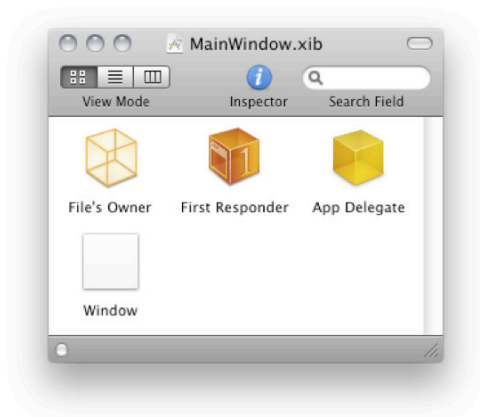 MainWindow.xib
View Mode
Inspector
Search Field
File's Owner
First Responder
App Delegate
Window